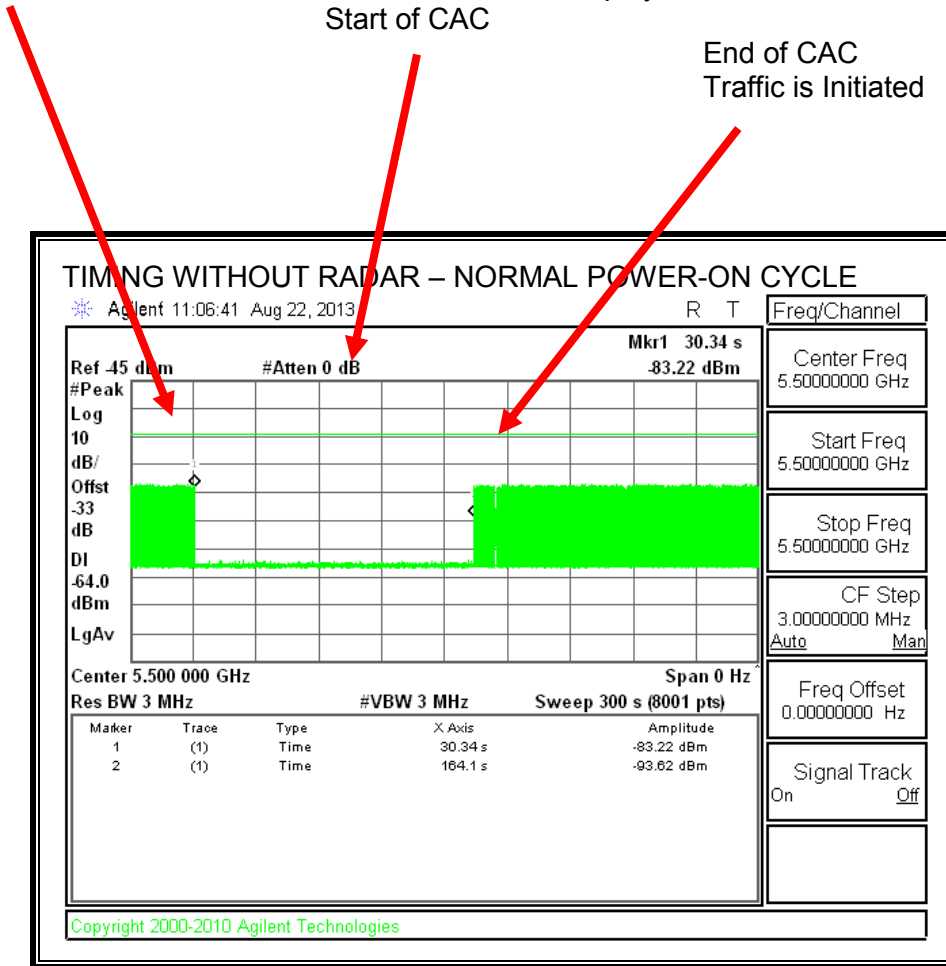 Start of CAC
End of CAC
Traffic is Initiated
TIMING WITHOUT RADAR – NORMAL POWER-ON CYCLE
Agilent 11:06:41 Aug 22, 2013
R T
Freq/Channel
Mkr1 30.34 s
Ref -45 dBm #Atten 0 dB -83.22 dBm
#Peak
Log
10
dB/
Offst
-33
dB
DI
-64.0
dBm
LgAv
1
Center 5.500 000 GHz Span 0 Hz
Res BW 3 MHz #VBW 3 MHz Sweep 300 s (8001 pts)
Marker Trace Type X Axis Amplitude
1 (1) Time 30.34 s -83.22 dBm
2 (1) Time 164.1 s -93.62 dBm
Center Freq
5.50000000 GHz
Start Freq
5.50000000 GHz
Stop Freq
5.50000000 GHz
CF Step
3.00000000 MHz
Auto Man
Freq Offset
0.00000000 Hz
Signal Track
On Off
Copyright 2000-2010 Agilent Technologies